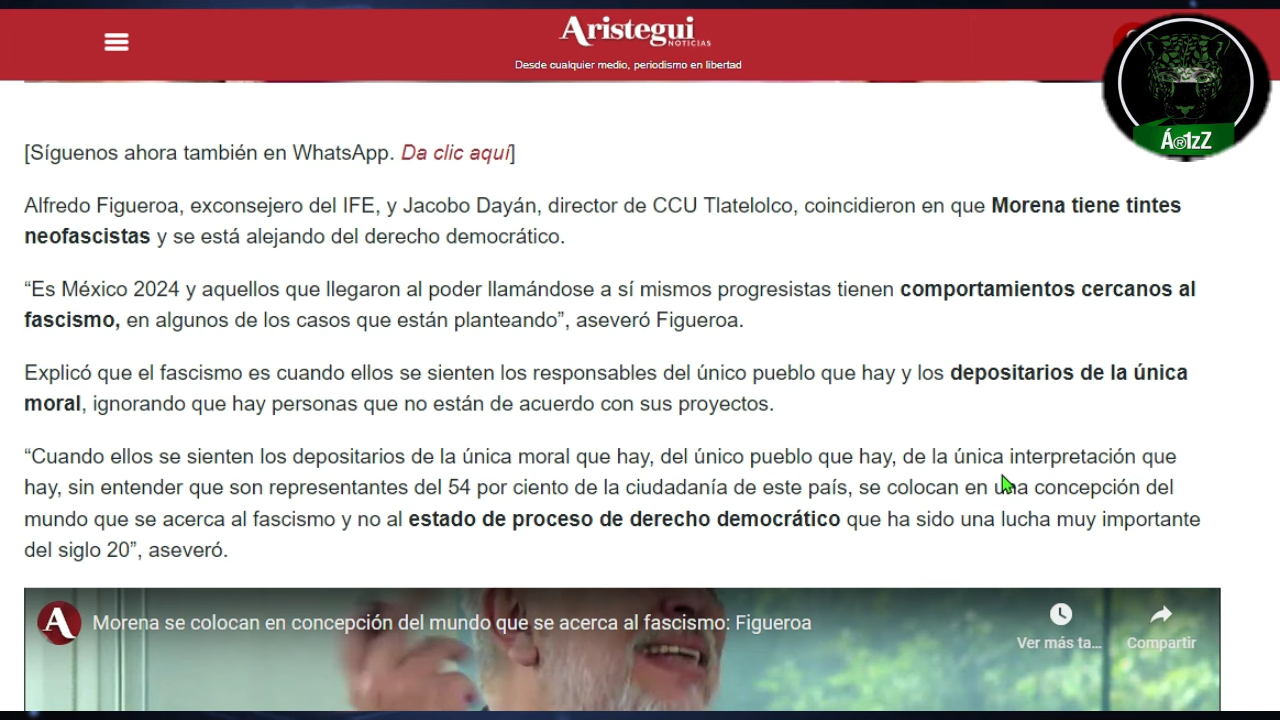 Aristegui
NOTICIAS
Desde cualquier medio, periodismo en libertad
Á®1zZ
[Síguenos ahora también en WhatsApp. Da clic aquí]
Alfredo Figueroa, exconsejero del IFE, y Jacobo Dayán, director de CCU Tlatelolco, coincidieron en que Morena tiene tintes
neofascistas y se está alejando del derecho democrático.
“Es México 2024 y aquellos que llegaron al poder llamándose a sí mismos progresistas tienen comportamientos cercanos al
fascismo, en algunos de los casos que están planteando”, aseveró Figueroa.
Explicó que el fascismo es cuando ellos se sienten los responsables del único pueblo que hay y los depositarios de la única
moral, ignorando que hay personas que no están de acuerdo con sus proyectos.
“Cuando ellos se sienten los depositarios de la única moral que hay, del único pueblo que hay, de la única interpretación que
hay, sin entender que son representantes del 54 por ciento de la ciudadanía de este país, se colocan en una concepción del
mundo que se acerca al fascismo y no al estado de proceso de derecho democrático que ha sido una lucha muy importante
del siglo 20”, aseveró.
A Morena se colocan en concepción del mundo que se acerca al fascismo: Figueroa
Ver más ta... Compartir